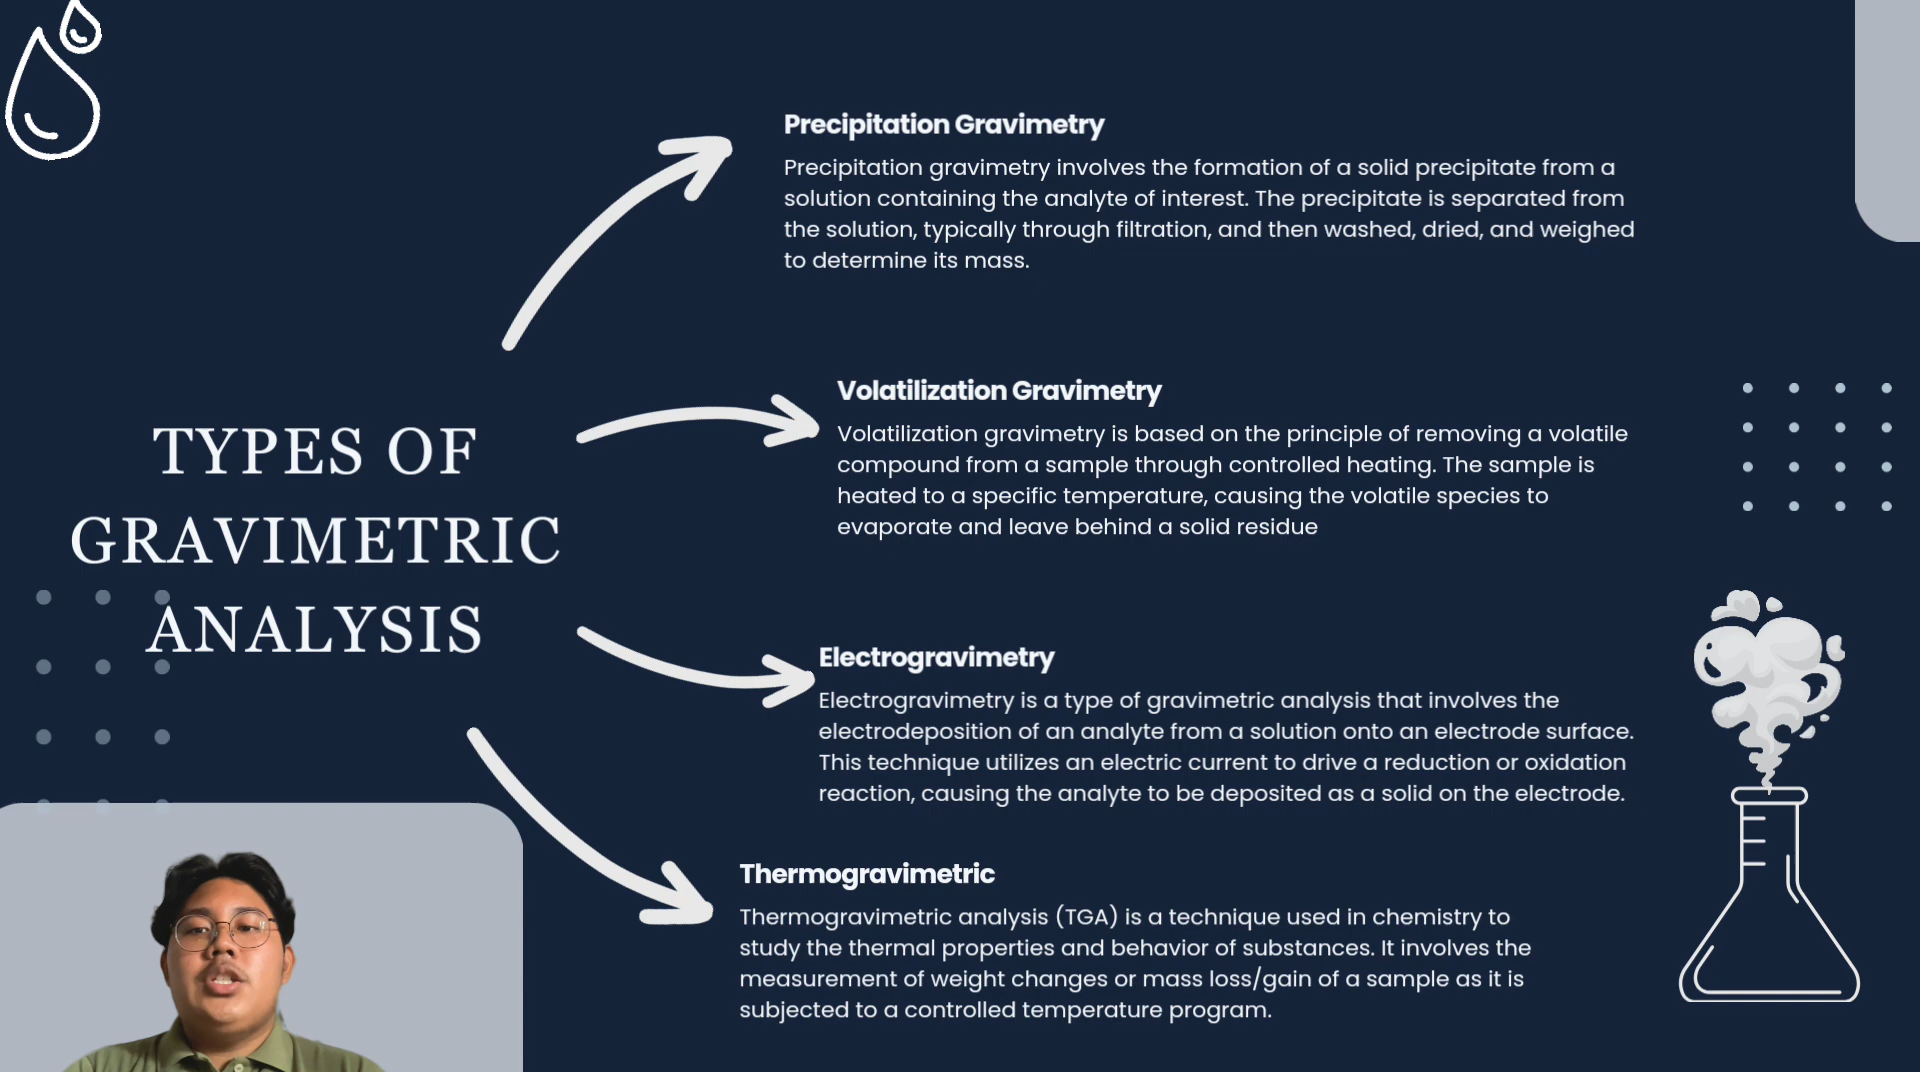 TYPES OF
GRAVIMETRIC
ANALYSIS
Precipitation Gravimetry
Precipitation gravimetry involves the formation of a solid precipitate from a
solution containing the analyte of interest. The precipitate is separated from
the solution, typically through filtration, and then washed, dried, and weighed
to determine its mass.
Volatilization Gravimetry
Volatilization gravimetry is based on the principle of removing a volatile
compound from a sample through controlled heating. The sample is
heated to a specific temperature, causing the volatile species to
evaporate and leave behind a solid residue
Electrogravimetry
Electrogravimetry is a type of gravimetric analysis that involves the
electrodeposition of an analyte from a solution onto an electrode surface.
This technique utilizes an electric current to drive a reduction or oxidation
reaction, causing the analyte to be deposited as a solid on the electrode.
Thermogravimetric
Thermogravimetric analysis (TGA) is a technique used in chemistry to
study the thermal properties and behavior of substances. It involves the
measurement of weight changes or mass loss/gain of a sample as it is
subjected to a controlled temperature program.